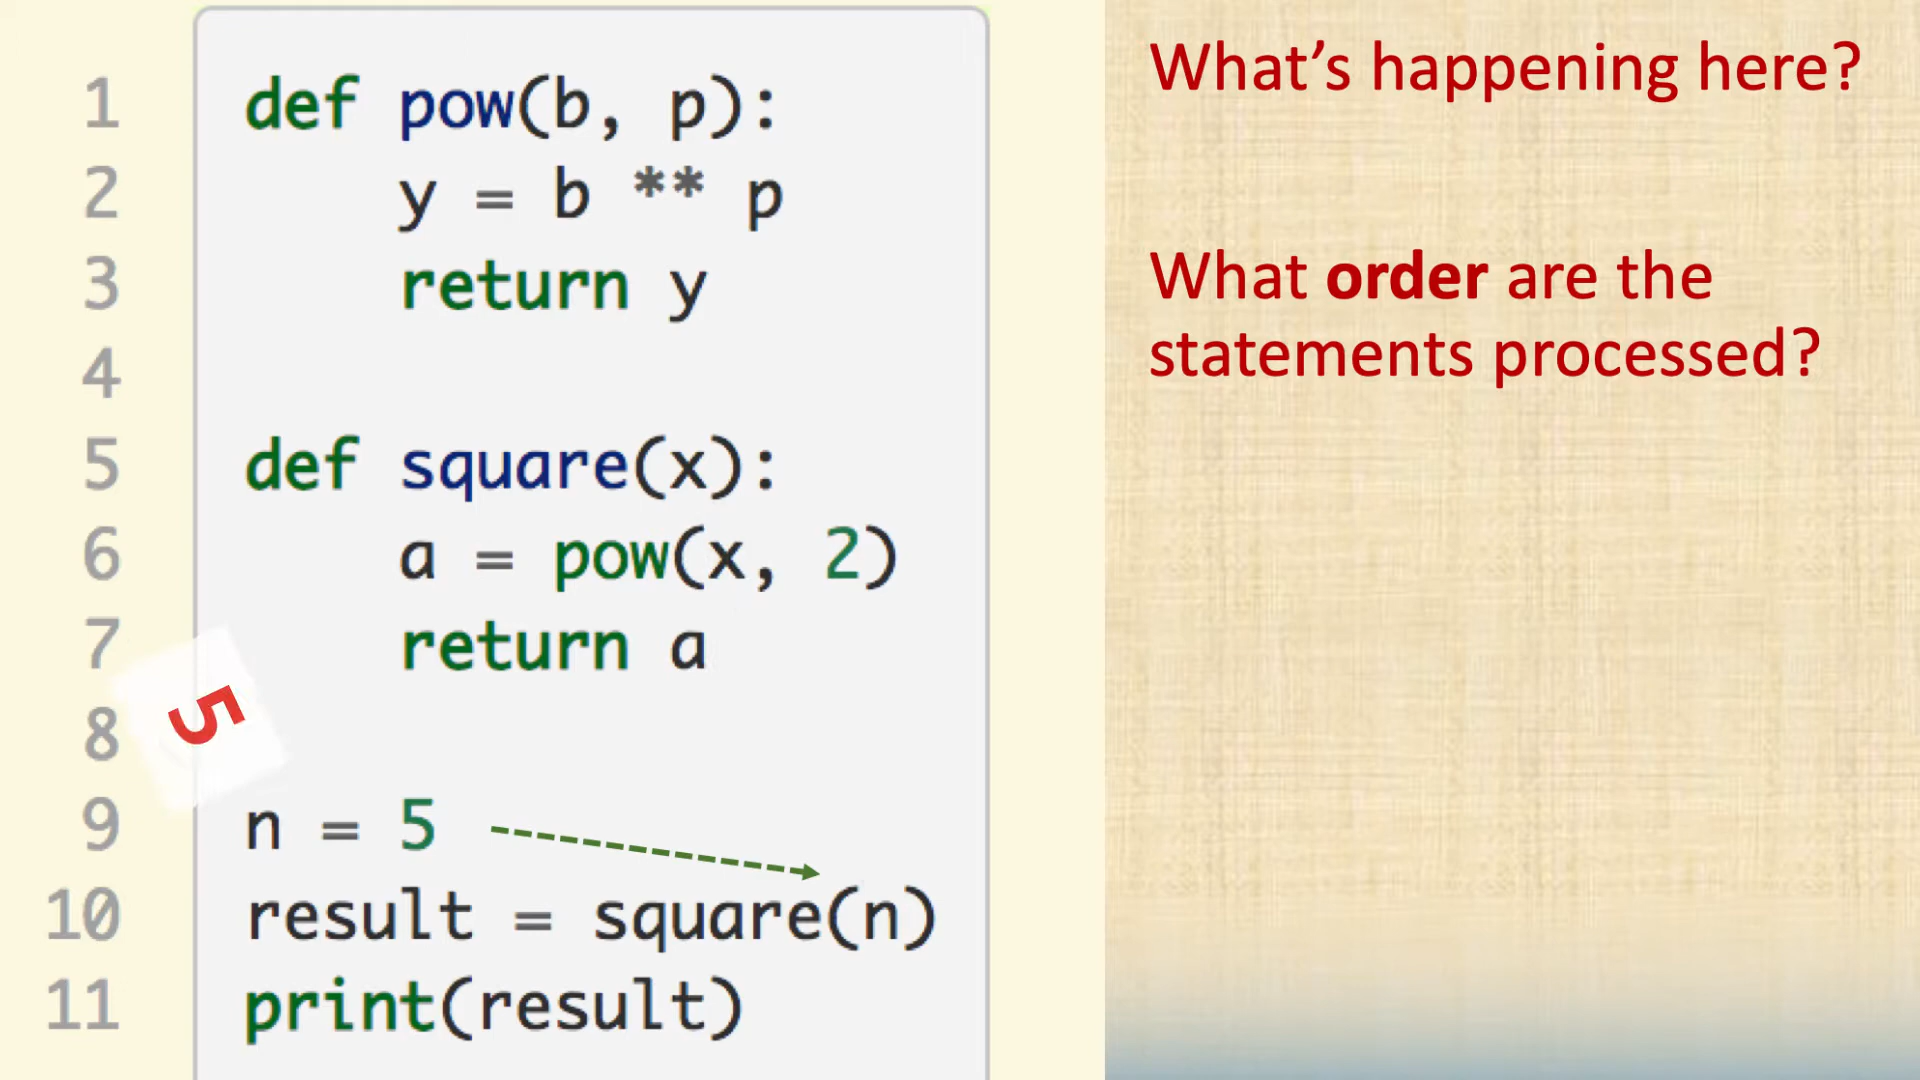 1 def pow(b, p):
2     y = b ** p
3     return y
4
5 def square(x):
6     a = pow(x, 2)
7     return a
8
5
9 n = 5
10 result = square(n)
11 print(result)
What’s happening here?
What order are the
statements processed?